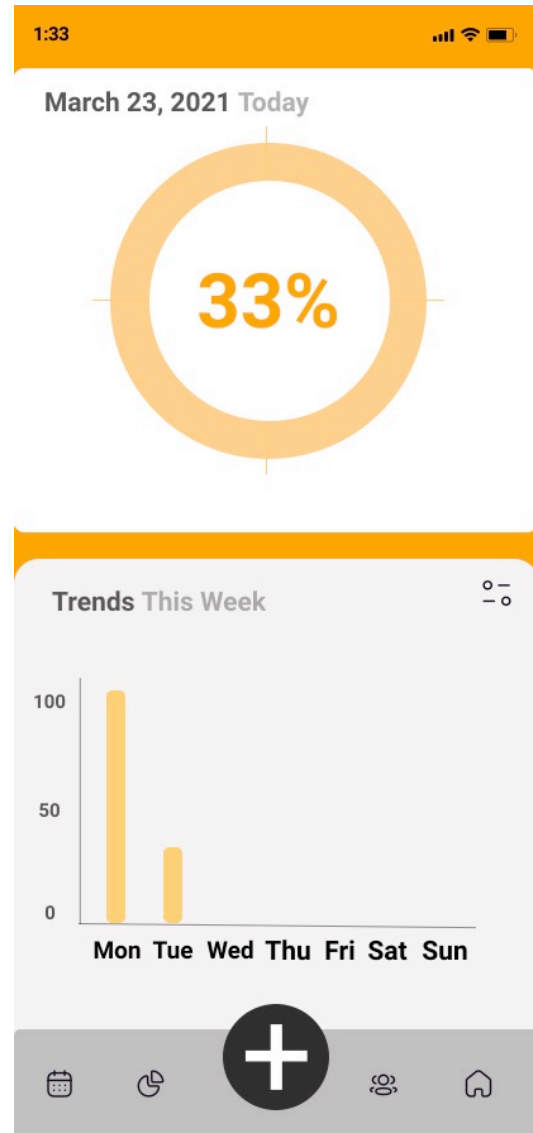 1:33
March 23, 2021 Today
33%
Trends This Week
100
50
0
Mon Tue Wed Thu Fri Sat Sun